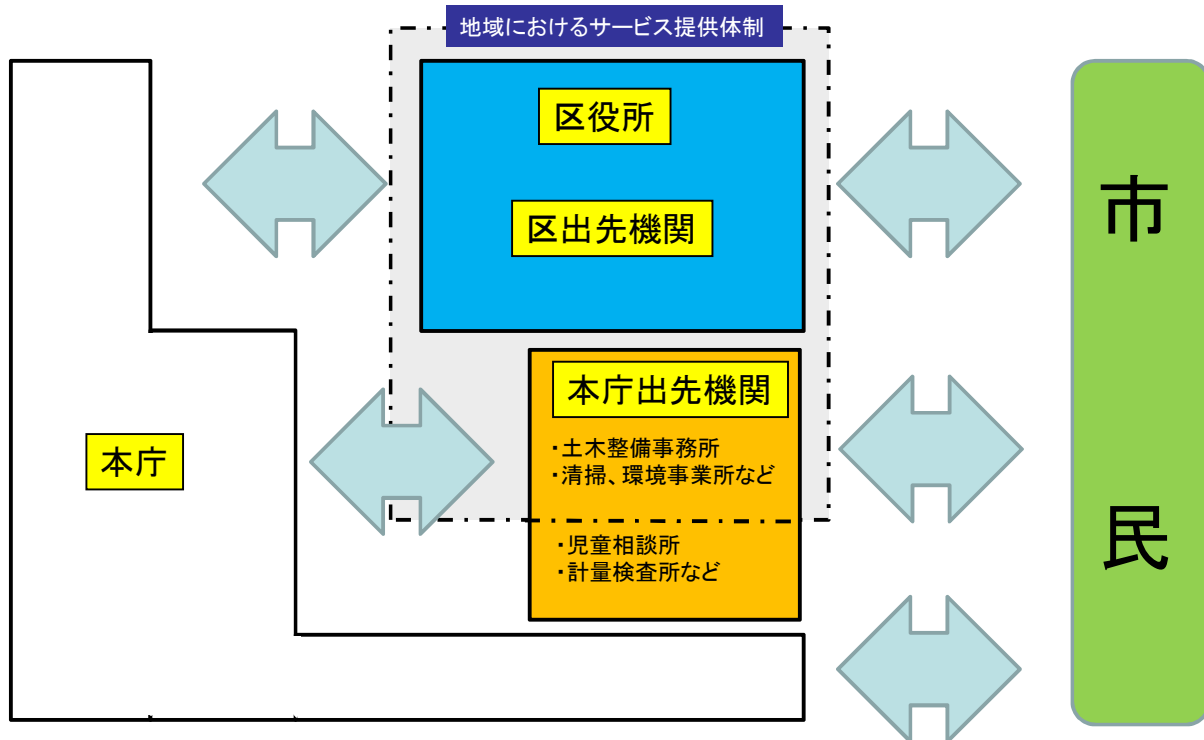 地域におけるサービス提供体制
区役所
区出先機関
本庁出先機関
・土木整備事務所
・清掃、環境事業所など
・児童相談所
・計量検査所など
本庁
市
民